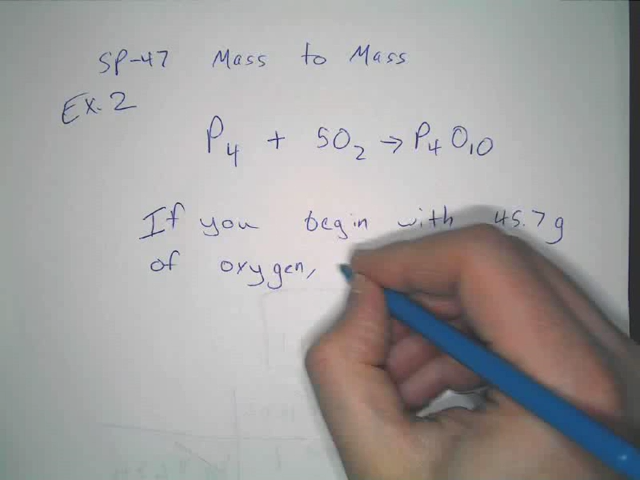 SP-47 Mass to Mass
Ex. 2
P₄ + 5O₂ → P₄O₁₀
If you begin with 45.7g
of oxygen,